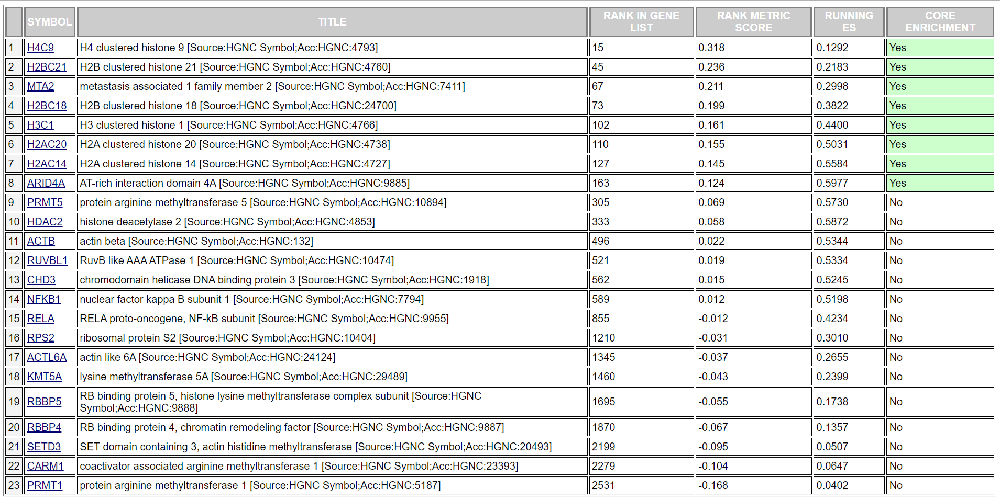 SYMBOL TITLE RANK IN GENE LIST RANK METRIC SCORE RUNNING ES CORE ENRICHMENT
1 H4C9 H4 clustered histone 9 [Source:HGNC Symbol;Acc:HGNC:4793] 15 0.318 0.1292 Yes
2 H2BC21 H2B clustered histone 21 [Source:HGNC Symbol;Acc:HGNC:4760] 45 0.236 0.2183 Yes
3 MTA2 metastasis associated 1 family member 2 [Source:HGNC Symbol;Acc:HGNC:7411] 67 0.211 0.2998 Yes
4 H2BC18 H2B clustered histone 18 [Source:HGNC Symbol;Acc:HGNC:24700] 73 0.199 0.3822 Yes
5 H3C1 H3 clustered histone 1 [Source:HGNC Symbol;Acc:HGNC:4766] 102 0.161 0.4400 Yes
6 H2AC20 H2A clustered histone 20 [Source:HGNC Symbol;Acc:HGNC:4738] 110 0.155 0.5031 Yes
7 H2AC14 H2A clustered histone 14 [Source:HGNC Symbol;Acc:HGNC:4727] 127 0.145 0.5584 Yes
8 ARID4A AT-rich interaction domain 4A [Source:HGNC Symbol;Acc:HGNC:9885] 163 0.124 0.5977 Yes
9 PRMT5 protein arginine methyltransferase 5 [Source:HGNC Symbol;Acc:HGNC:10894] 305 0.069 0.5730 No
10 HDAC2 histone deacetylase 2 [Source:HGNC Symbol;Acc:HGNC:4853] 333 0.058 0.5872 No
11 ACTB actin beta [Source:HGNC Symbol;Acc:HGNC:132] 496 0.022 0.5344 No
12 RUVBL1 RuvB like AAA ATPase 1 [Source:HGNC Symbol;Acc:HGNC:10474] 521 0.019 0.5334 No
13 CHD3 chromodomain helicase DNA binding protein 3 [Source:HGNC Symbol;Acc:HGNC:1918] 562 0.015 0.5245 No
14 NFKB1 nuclear factor kappa B subunit 1 [Source:HGNC Symbol;Acc:HGNC:7794] 589 0.012 0.5198 No
15 RELA RELA proto-oncogene, NF-kB subunit [Source:HGNC Symbol;Acc:HGNC:9955] 855 -0.012 0.4234 No
16 RPS2 ribosomal protein S2 [Source:HGNC Symbol;Acc:HGNC:10404] 1210 -0.031 0.3010 No
17 ACTL6A actin like 6A [Source:HGNC Symbol;Acc:HGNC:24124] 1345 -0.037 0.2655 No
18 KMT5A lysine methyltransferase 5A [Source:HGNC Symbol;Acc:HGNC:29489] 1460 -0.043 0.2399 No
19 RBBP5 RB binding protein 5, histone lysine methyltransferase complex subunit [Source:HGNC
Symbol;Acc:HGNC:9888] 1695 -0.055 0.1738 No
20 RBBP4 RB binding protein 4, chromatin remodeling factor [Source:HGNC Symbol;Acc:HGNC:9887] 1870 -0.067 0.1357 No
21 SETD3 SET domain containing 3, actin histidine methyltransferase [Source:HGNC Symbol;Acc:HGNC:20493] 2199 -0.095 0.0507 No
22 CARM1 coactivator associated arginine methyltransferase 1 [Source:HGNC Symbol;Acc:HGNC:23393] 2279 -0.104 0.0647 No
23 PRMT1 protein arginine methyltransferase 1 [Source:HGNC Symbol;Acc:HGNC:5187] 2531 -0.168 0.0402 No